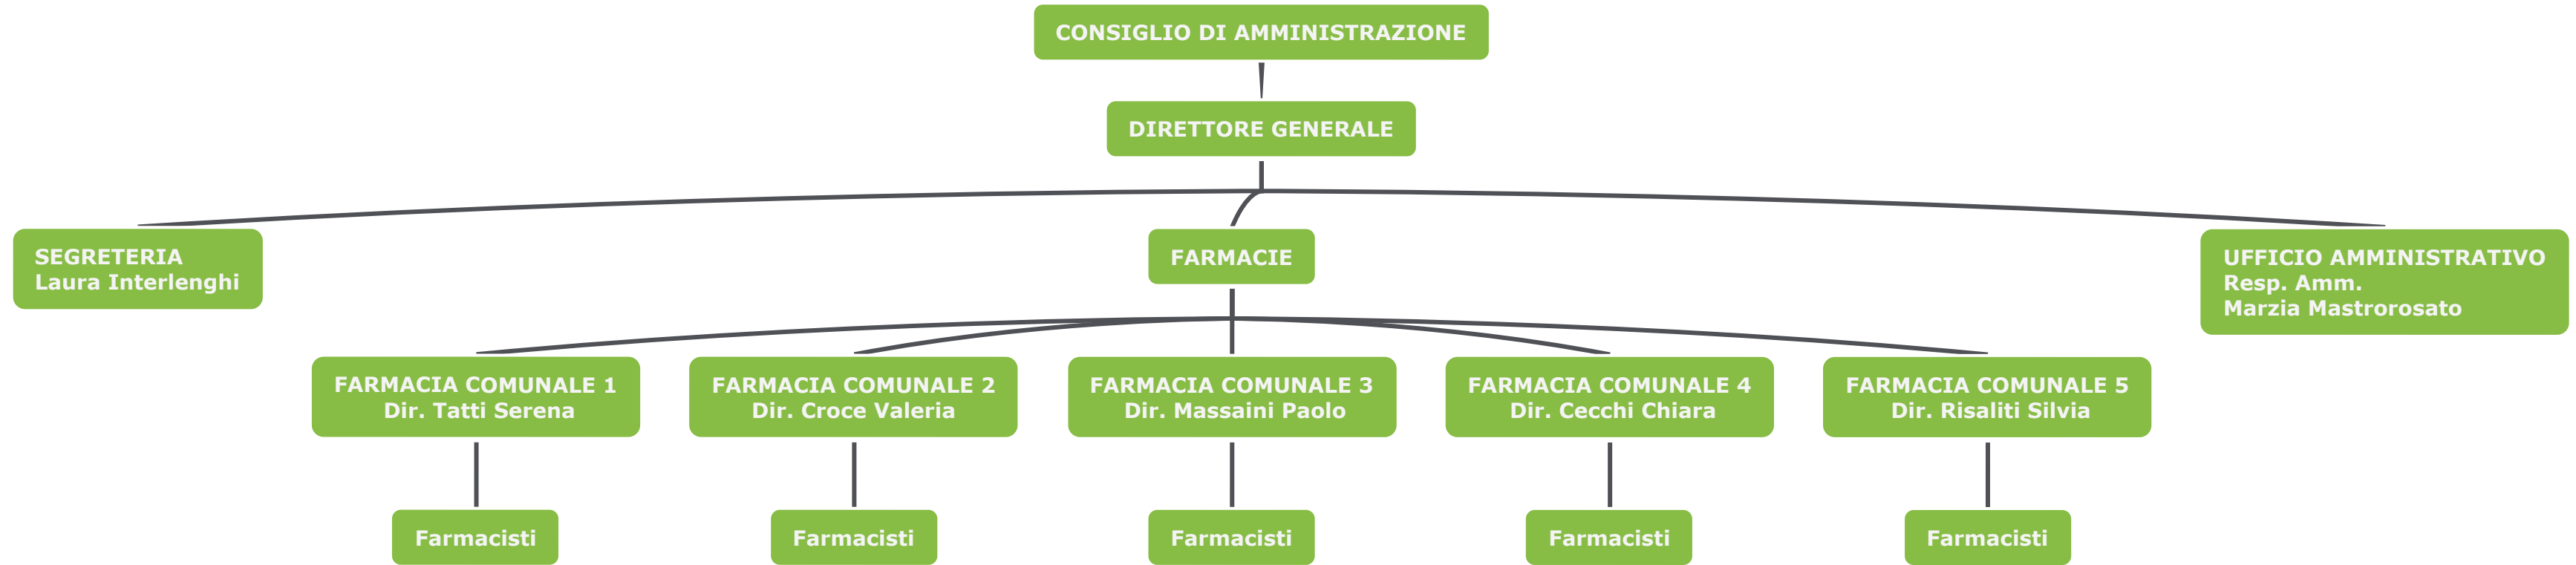 CONSIGLIO DI AMMINISTRAZIONE
DIRETTORE GENERALE
SEGRETERIA
Laura Interlenghi
FARMACIE
UFFICIO AMMINISTRATIVO
Resp. Amm.
Marzia Mastrorosato
FARMACIA COMUNALE 1
Dir. Tatti Serena
FARMACIA COMUNALE 2
Dir. Croce Valeria
FARMACIA COMUNALE 3
Dir. Massaini Paolo
FARMACIA COMUNALE 4
Dir. Cecchi Chiara
FARMACIA COMUNALE 5
Dir. Risaliti Silvia
Farmacisti
Farmacisti
Farmacisti
Farmacisti
Farmacisti